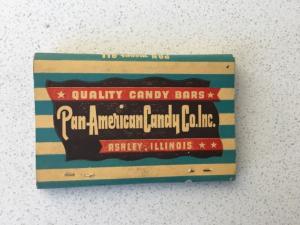 QUALITY CANDY BARS
Pan-American Candy Co. Inc.
ASHLEY, ILLINOIS